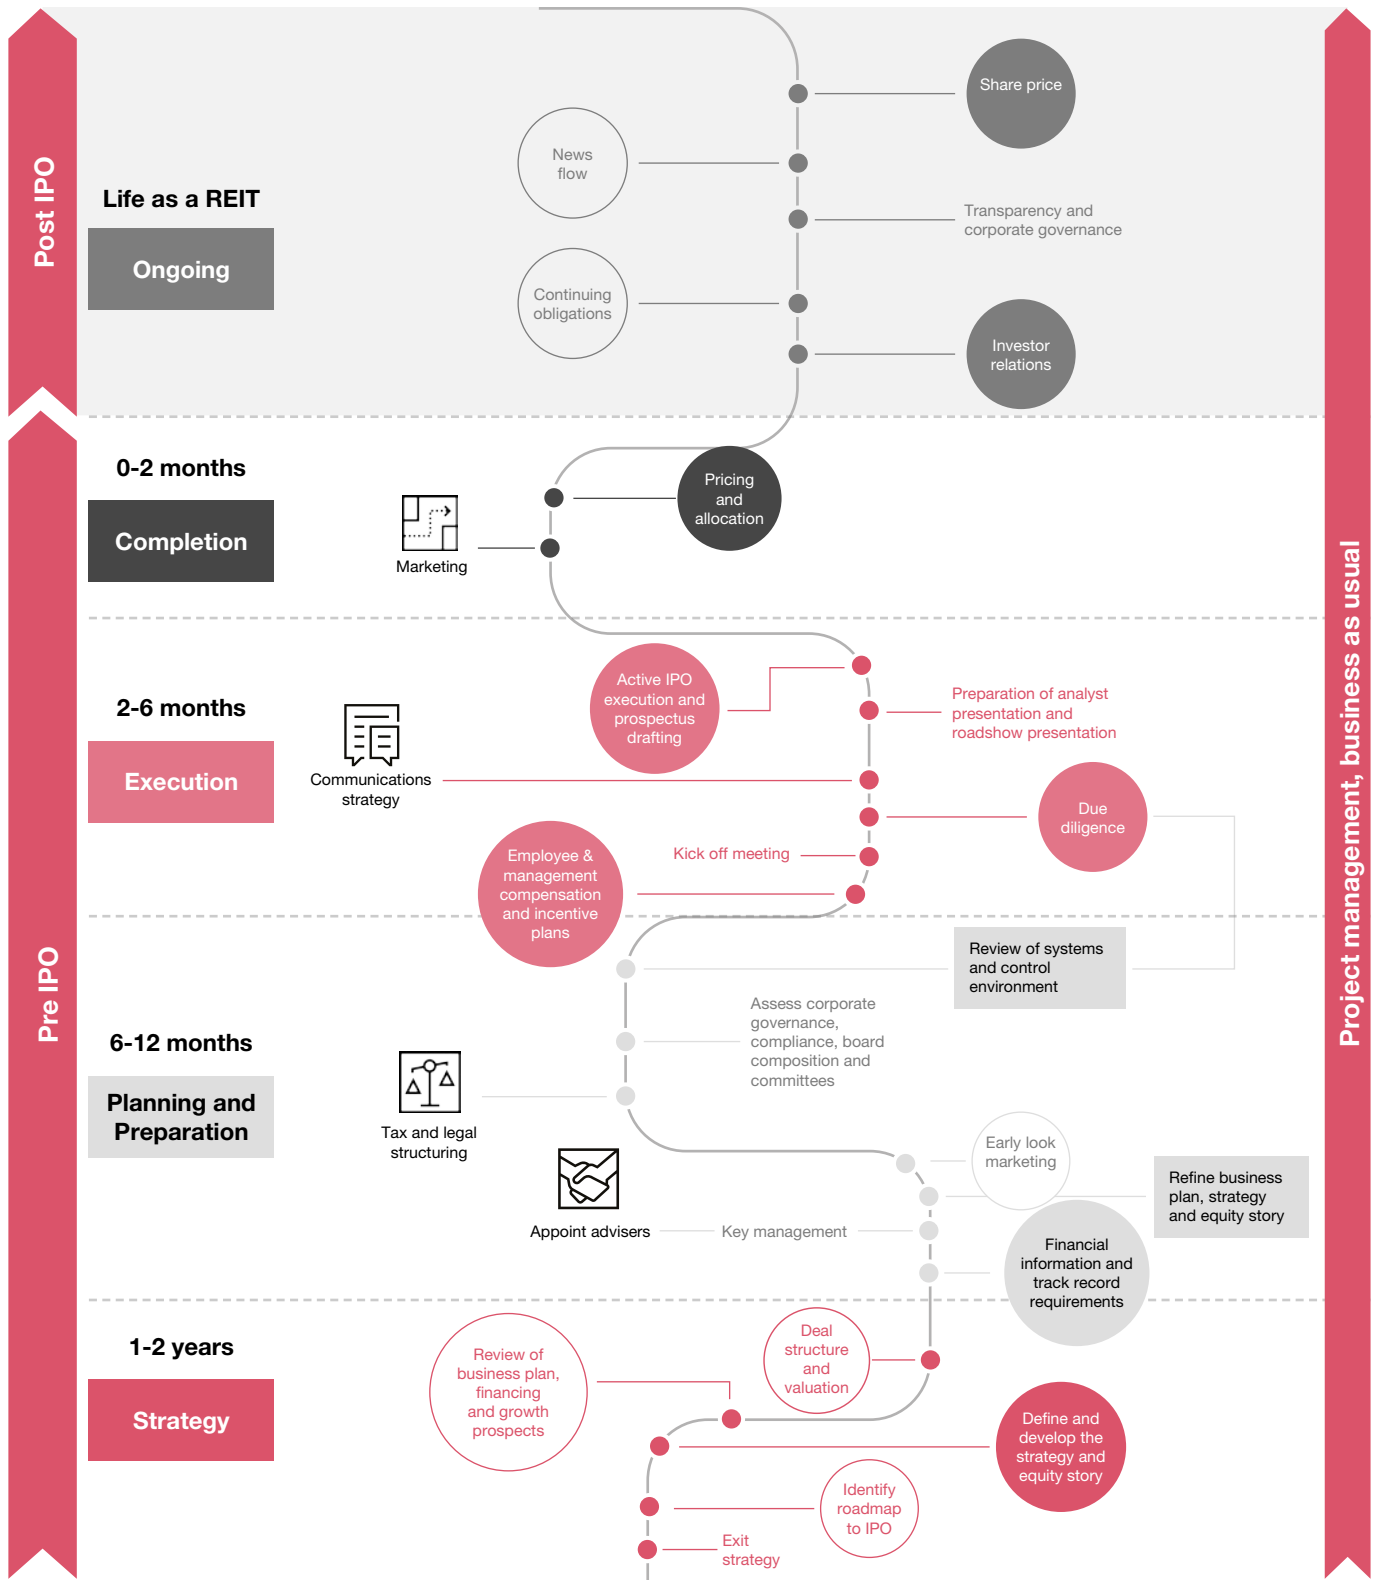 Post IPO
Life as a REIT
Ongoing
Share price
News
flow
Transparency and
corporate governance
Continuing
obligations
Investor
relations
Project management, business as usual
Pre IPO
0-2 months
Completion
Pricing
and
allocation
Marketing
2-6 months
Execution
Active IPO
execution and
prospectus
drafting
Preparation of analyst
presentation and
roadshow presentation
Communications
strategy
Due
diligence
Kick off meeting
Employee &
management
compensation
and incentive
plans
6-12 months
Planning and
Preparation
Review of systems
and control
environment
Assess corporate
governance,
compliance, board
composition and
committees
Tax and legal
structuring
Early look
marketing
Refine business
plan, strategy
and equity story
Appoint advisers
Key management
Financial
information and
track record
requirements
1-2 years
Strategy
Deal
structure
and
valuation
Review of
business plan,
financing
and growth
prospects
Define and
develop the
strategy and
equity story
Identify
roadmap
to IPO
Exit
strategy